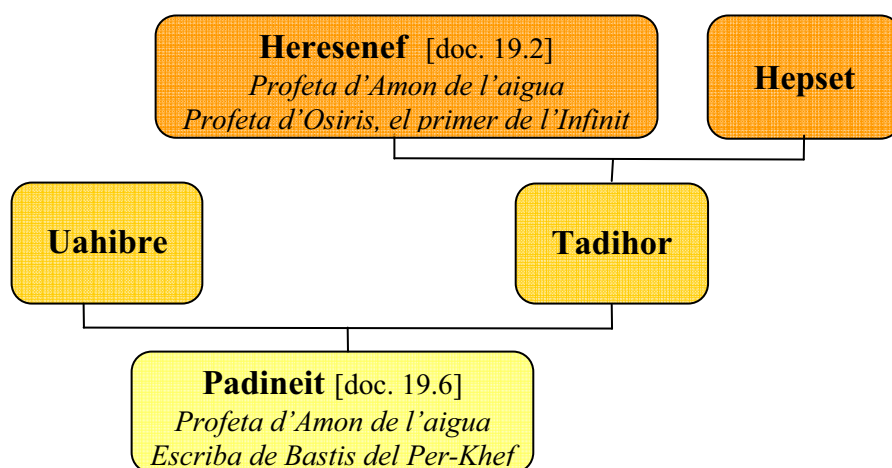 Heresenef [doc. 19.2]
Profeta d’Amon de l’aigua
Profeta d’Osiris, el primer de l’Infinit
Hepset
Uahibre
Tadihor
Padineit [doc. 19.6]
Profeta d’Amon de l’aigua
Escriba de Bastis del Per-Khef